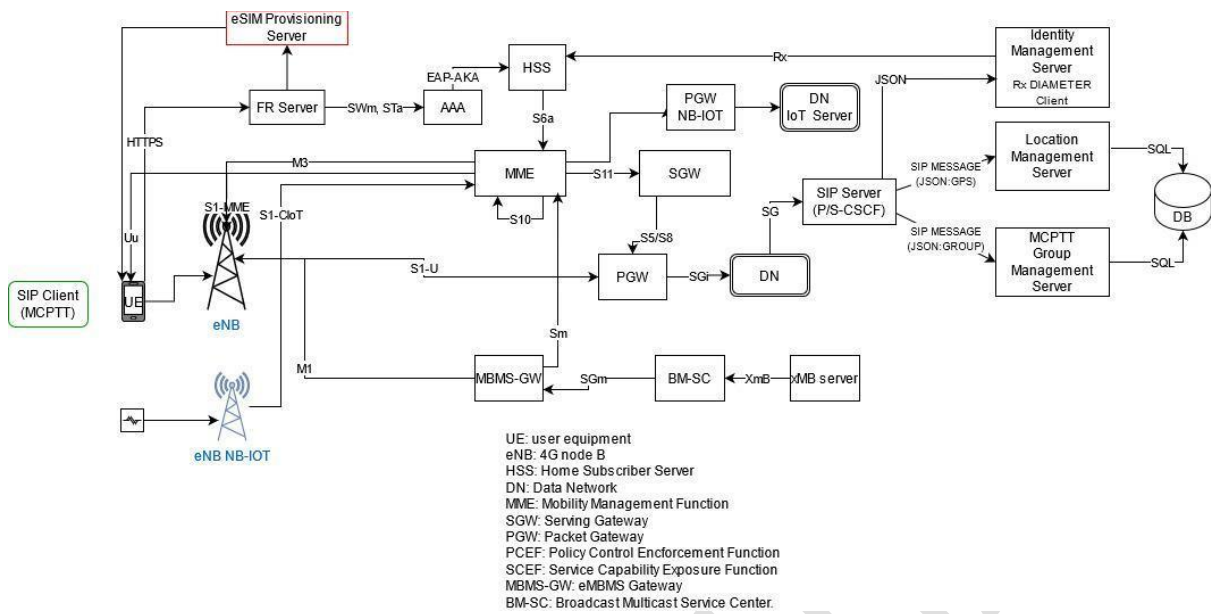 eSIM Provisioning
Server
HSS
Rx
Identity
Management
Server
Rx DIAMETER
Client
EAP-AKA
JSON
FR Server
SWm, STa
AAA
PGW
NB-IOT
DN
IoT Server
HTTPS
S6a
M3
MME
S11
SGW
SIP MESSAGE
(JSON:GPS)
Location
Management
Server
SQL
S1-MME
S1-CIoT
S10
SIP Server
(P/S-CSCF)
DB
Uu
SG
S5/S8
SIP MESSAGE
(JSON:GROUP)
MCPTT
Group
Management
Server
SQL
S1-U
PGW
SGi
DN
SIP Client
(MCPTT)
UE
eNB
Sm
M1
MBMS-GW
SGm
BM-SC
XmB
xMB server
eNB NB-IOT
UE: user equipment
eNB: 4G node B
HSS: Home Subscriber Server
DN: Data Network
MME: Mobility Management Function
SGW: Serving Gateway
PGW: Packet Gateway
PCEF: Policy Control Encforcement Function
SCEF: Service Capability Exposure Function
MBMS-GW: eMBMS Gateway
BM-SC: Broadcast Multicast Service Center.